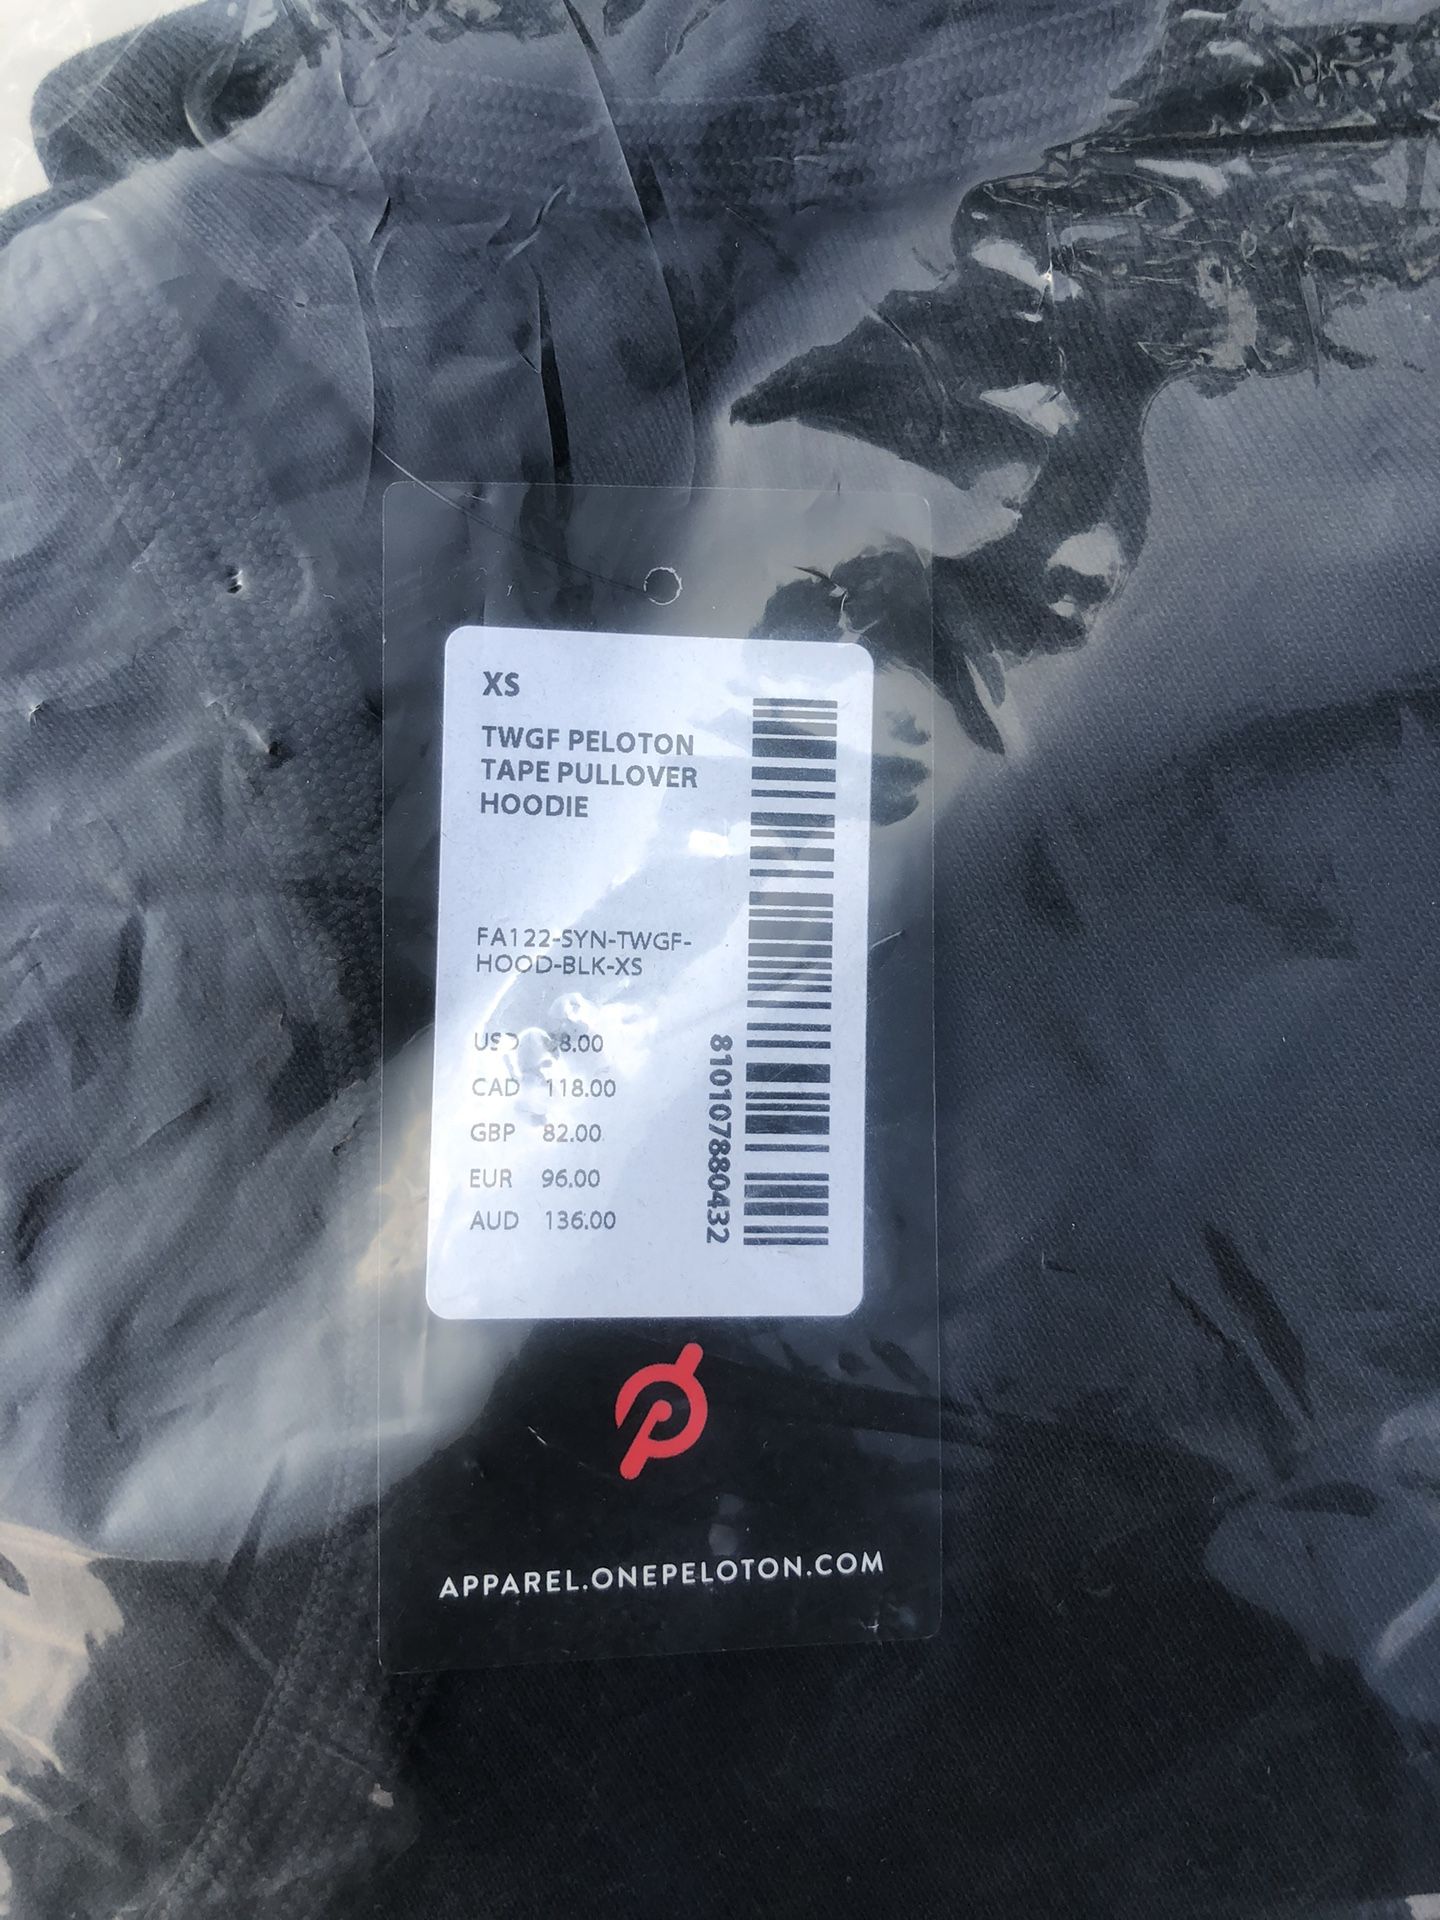 XS
TWGF PELOTON
TAPE PULLOVER
HOODIE
FA122-SYN-TWGF-
HOOD-BLK-XS
USD
CAD 118.00
GBP 82.00
EUR 96.00
AUD 136.00
810107880432
APPAREL.ONEPELOTON.COM